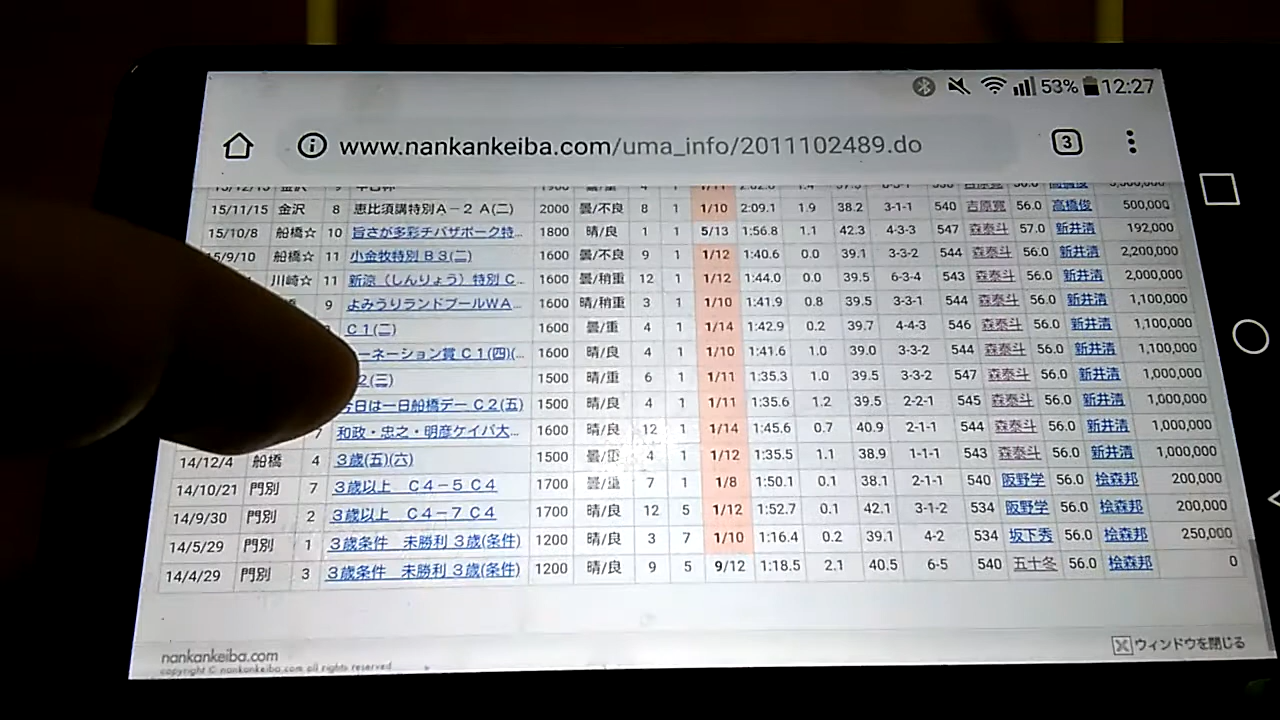 53% 12:27
www.nankankeiba.com/uma_info/2011102489.do 3
15/11/15 金沢 8 恵比須講特別A-2 A(二) 2000 曇/不良 8 1 1/10 2:09.1 1.9 38.2 3-1-1 540 吉原寛 56.0 高橋俊 500,000
15/10/8 船橋☆ 10 旨さが多彩チバザポーク特... 1800 晴/良 1 1 5/13 1:56.8 1.1 42.3 4-3-3 547 森泰斗 57.0 新井清 192,000
5/9/10 船橋☆ 11 小金牧特別 B3(二) 1600 曇/不良 9 1 1/12 1:40.6 0.0 39.1 3-3-2 544 森泰斗 56.0 新井清 2,200,000
川崎☆ 11 新涼（しんりょう）特別 C... 1600 曇/稍重 12 1 1/12 1:44.0 0.0 39.5 6-3-4 543 森泰斗 56.0 新井清 2,000,000
9 よみうりランドプールWA... 1600 晴/稍重 3 1 1/10 1:41.9 0.8 39.5 3-3-1 544 森泰斗 56.0 新井清 1,100,000
C1(二) 1600 曇/重 4 1 1/14 1:42.9 0.2 39.7 4-4-3 546 森泰斗 56.0 新井清 1,100,000
ーネーション賞 C1(四)(... 1600 晴/良 4 1 1/10 1:41.6 1.0 39.0 3-3-2 544 森泰斗 56.0 新井清 1,100,000
2(三) 1500 晴/重 6 1 1/11 1:35.3 1.0 39.5 3-3-2 547 森泰斗 56.0 新井清 1,000,000
今日は一日船橋デー C2(五) 1500 晴/良 4 1 1/11 1:35.6 1.2 39.5 2-2-1 545 森泰斗 56.0 新井清 1,000,000
7 和政・忠之・明彦ケイバ大... 1600 晴/良 12 1 1/14 1:45.6 0.7 40.9 2-1-1 544 森泰斗 56.0 新井清 1,000,000
14/12/4 船橋 4 3歳(五)(六) 1500 曇/重 4 1 1/12 1:35.5 1.1 38.9 1-1-1 543 森泰斗 56.0 新井清 1,000,000
14/10/21 門別 7 3歳以上 C4-5 C4 1700 曇/重 7 1 1/8 1:50.1 0.1 38.1 2-1-1 540 阪野学 56.0 桧森邦 200,000
14/9/30 門別 2 3歳以上 C4-7 C4 1700 晴/良 12 5 1/12 1:52.7 0.1 42.1 3-1-2 534 阪野学 56.0 桧森邦 200,000
14/5/29 門別 1 3歳条件 未勝利 3歳(条件) 1200 晴/良 3 7 1/10 1:16.4 0.2 39.1 4-2 534 坂下秀 56.0 桧森邦 250,000
14/4/29 門別 3 3歳条件 未勝利 3歳(条件) 1200 晴/良 9 5 9/12 1:18.5 2.1 40.5 6-5 540 五十冬 56.0 桧森邦 0
ウィンドウを閉じる
nankankeiba.com
copyright © nankankeiba.com all rights reserved